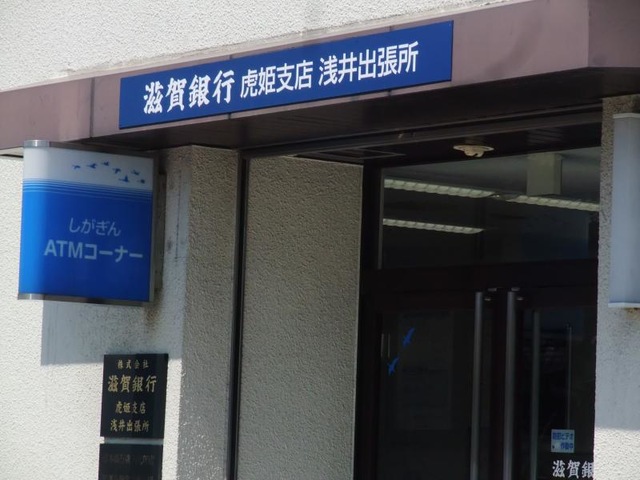 滋賀銀行 虎姫支店 浅井出張所
しがぎん
ATMコーナー
株式会社
滋賀銀行
虎姫支店
浅井出張所
滋賀銀